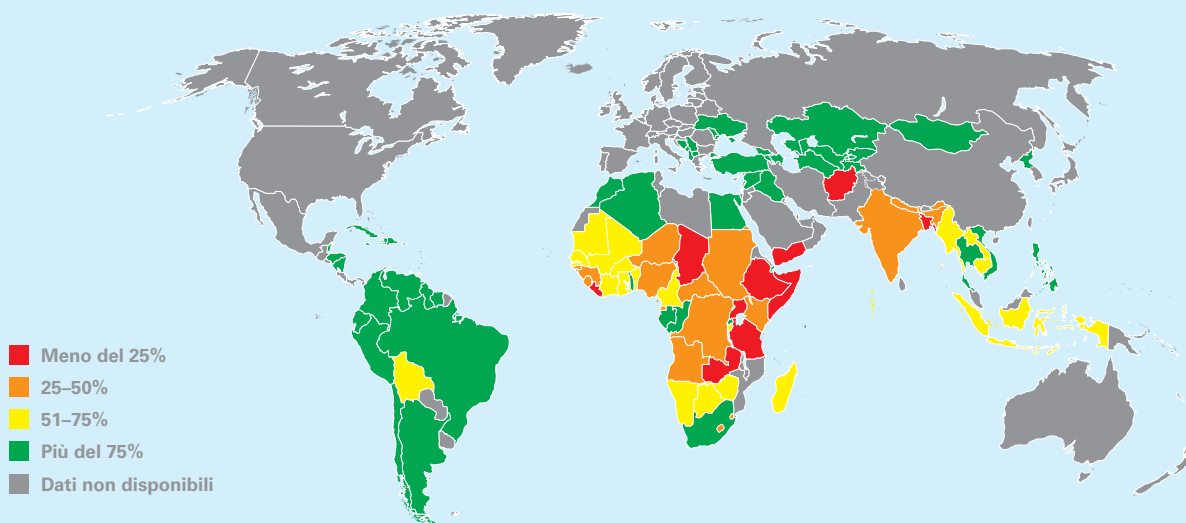 Meno del 25%
25–50%
51–75%
Più del 75%
Dati non disponibili